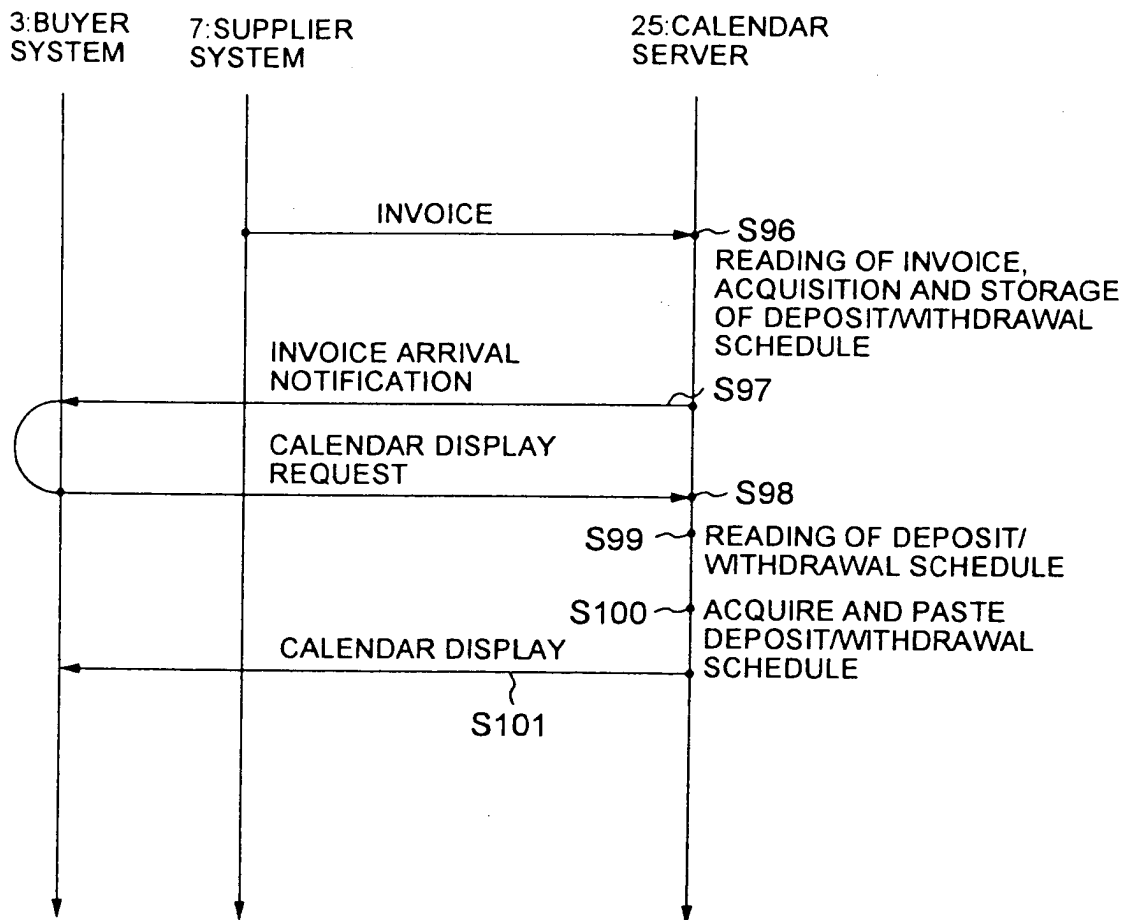 3:BUYER
SYSTEM
7:SUPPLIER
SYSTEM
25:CALENDAR
SERVER
INVOICE
S96
READING OF INVOICE,
ACQUISITION AND STORAGE
OF DEPOSIT/WITHDRAWAL
SCHEDULE
INVOICE ARRIVAL
NOTIFICATION
S97
CALENDAR DISPLAY
REQUEST
S98
S99
READING OF DEPOSIT/
WITHDRAWAL SCHEDULE
S100
ACQUIRE AND PASTE
DEPOSIT/WITHDRAWAL
SCHEDULE
CALENDAR DISPLAY
S101